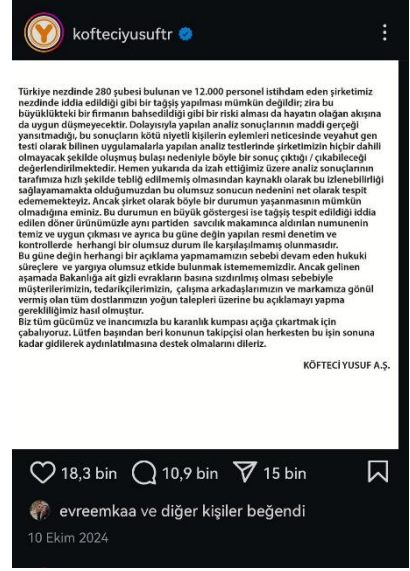 kofteciyusuftr
Türkiye nezdinde 280 şubesi bulunan ve 12.000 personel istihdam eden şirketimiz
nezdinde iddia edildiği gibi bir tağşiş yapılması mümkün değildir; zira bu
büyüklükteki bir firmanın bahsedildiği gibi bir riski alması da hayatın olağan akışına
da uygun düşmeyecektir. Dolayısıyla yapılan analiz sonuçlarının maddi gerçeği
yansıtmadığı, bu sonuçların kötü niyetli kişilerin eylemleri neticesinde veyahut gen
testi olarak bilinen uygulamalarla yapılan analiz testlerinde şirketimizin hiçbir dahili
olmayacak şekilde oluşmuş bulaşı nedeniyle böyle bir sonuç çıktığı / çıkabileceği
değerlendirilmektedir. Hemen yukarıda da izah ettiğimiz üzere analiz sonuçlarının
tarafımıza hızlı şekilde tebliğ edilmemiş olmasından kaynaklı olarak bu izlenebilirliği
sağlayamamakta olduğumuzdan bu olumsuz sonucun nedenini net olarak tespit
edememekteyiz. Ancak şirket olarak böyle bir durumun yaşanmasının mümkün
olmadığına eminiz. Bu durumun en büyük göstergesi ise tağşiş tespit edildiği iddia
edilen döner ürünümüzle aynı partiden  savcılık makamınca aldırılan numunenin
temiz ve uygun çıkması ve ayrıca bu güne değin yapılan resmi denetim ve
kontrollerde  herhangi bir olumsuz durum ile karşılaşılmamış olunmasıdır.
Bu güne değin herhangi bir açıklama yapmamamızın sebebi devam eden hukuki
süreçlere  ve yargıya olumsuz etkide bulunmak istemememizdir. Ancak gelinen
aşamada Bakanlığa ait gizli evrakların basına sızdırılmış olması sebebiyle
müşterilerimizin, tedarikçilerimizin,  çalışma arkadaşlarımızın ve markamıza gönül
vermiş olan tüm dostlarımızın yoğun talepleri üzerine bu açıklamayı yapma
gerekliliğimiz hasıl olmuştur.
Biz tüm gücümüz ve inancımızla bu karanlık kumpası açığa çıkartmak için
çabalıyoruz. Lütfen başından beri konunun takipçisi olan herkesten bu işin sonuna
kadar gidilerek aydınlatılmasına destek olmalarını dileriz.
KÖFTECİ YUSUF A.Ş.
18,3 bin 10,9 bin 15 bin
evreemkaa ve diğer kişiler beğendi
10 Ekim 2024